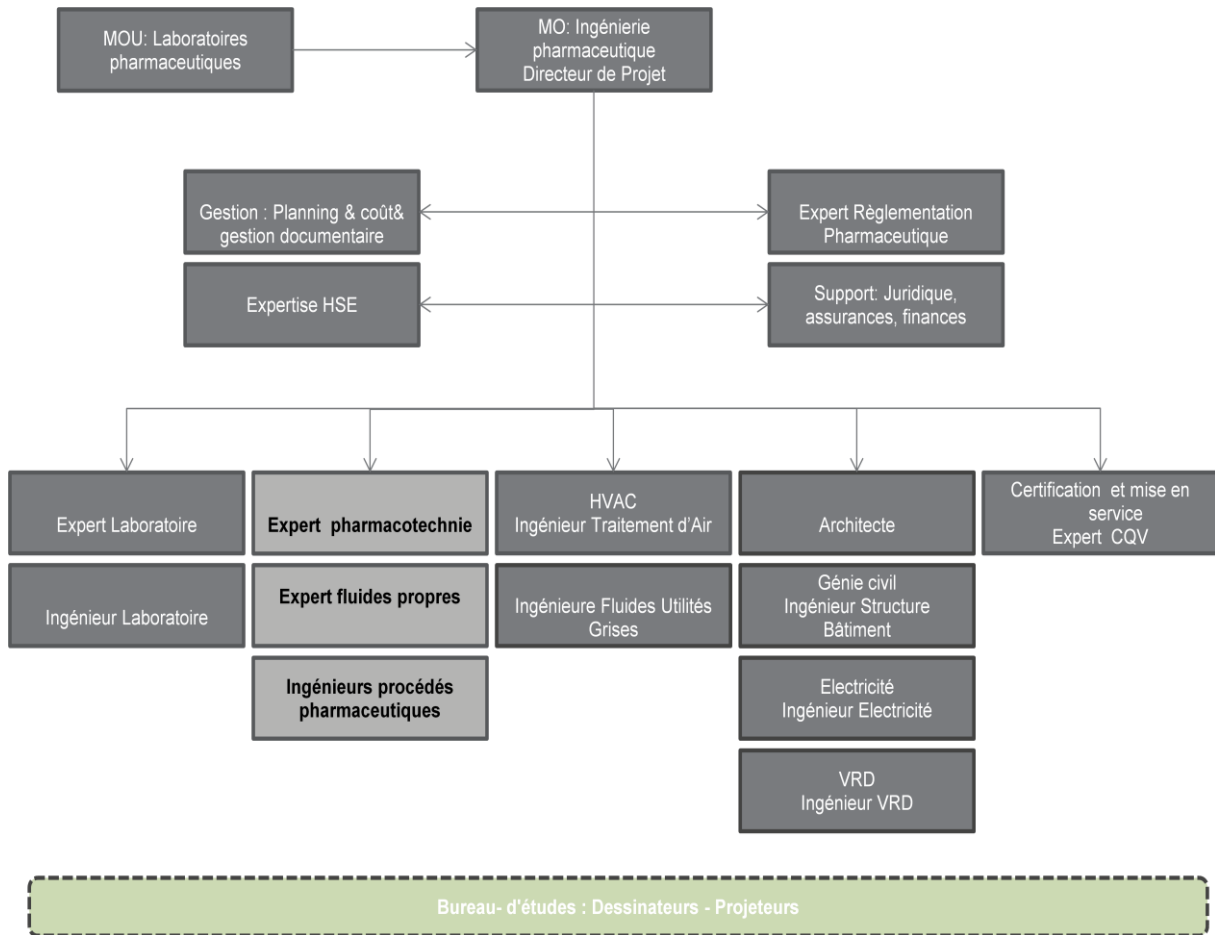 MOU: Laboratoires
pharmaceutiques
MO: Ingénierie
pharmaceutique
Directeur de Projet
Gestion : Planning & coût&
gestion documentaire
Expert Règlementation
Pharmaceutique
Expertise HSE
Support: Juridique,
assurances, finances
Expert Laboratoire
Expert pharmacotechnie
HVAC
Ingénieur Traitement d’Air
Architecte
Certification et mise en
service
Expert CQV
Ingénieur Laboratoire
Expert fluides propres
Ingénieure Fluides Utilités
Grises
Génie civil
Ingénieur Structure
Bâtiment
Ingénieurs procédés
pharmaceutiques
Electricité
Ingénieur Electricité
VRD
Ingénieur VRD
Bureau- d'études : Dessinateurs - Projeteurs